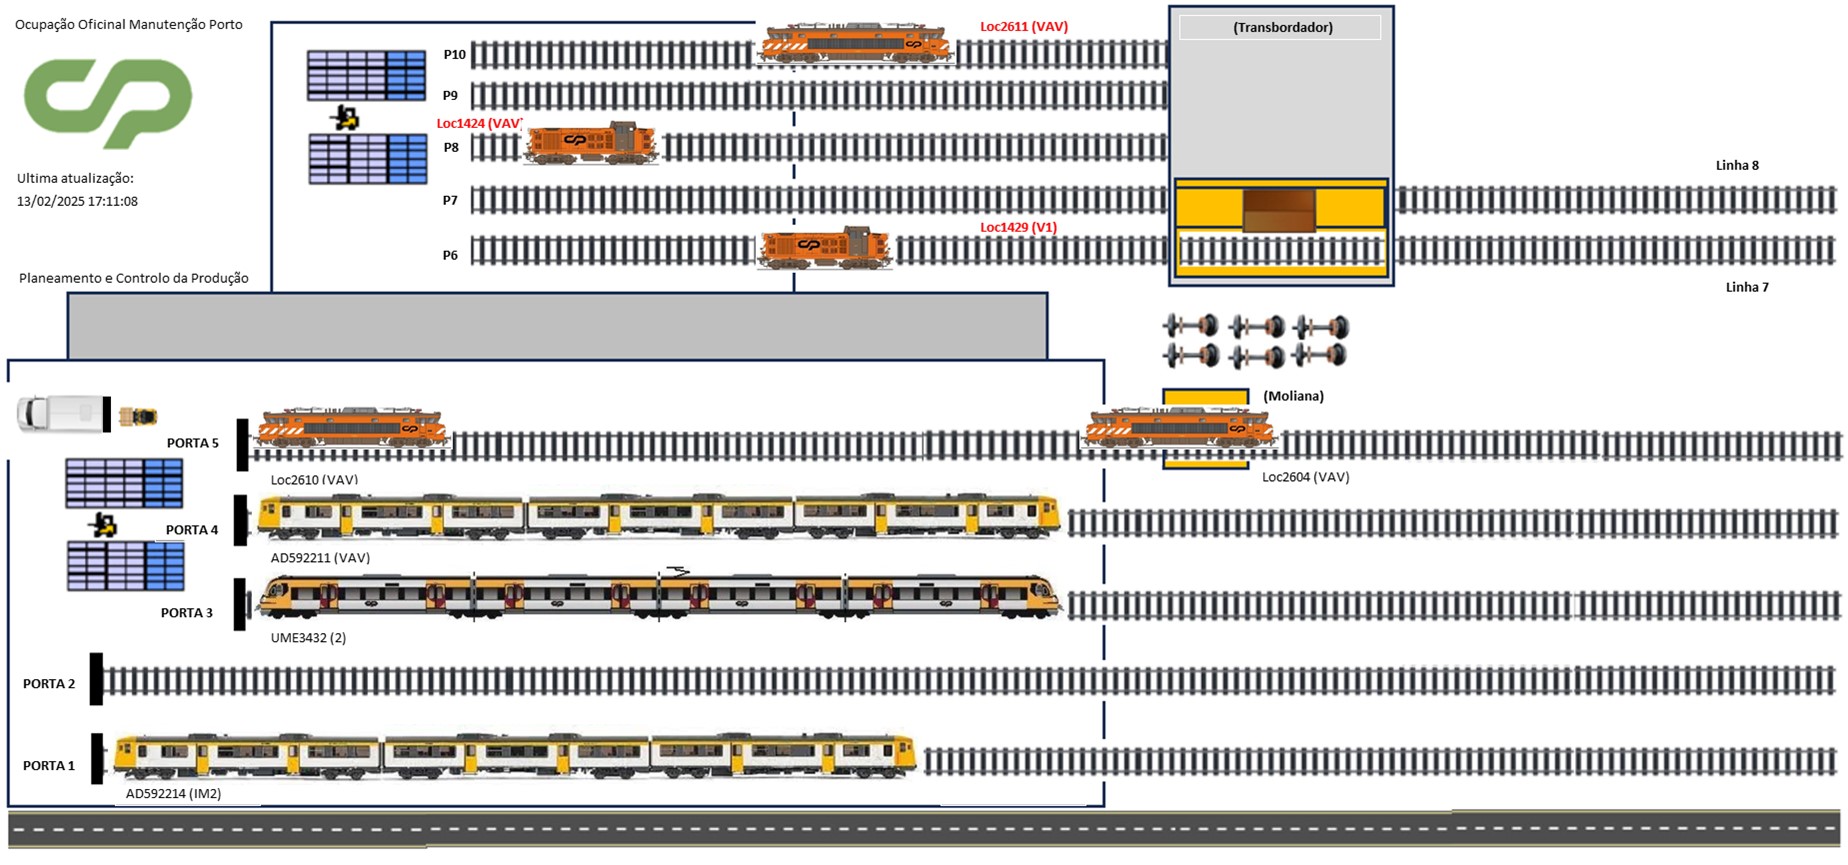 Ocupação Oficinal Manutenção Porto
CP
Ultima atualização:
13/02/2025 17:11:08
Planeamento e Controlo da Produção
P10
Loc2611 (VAV)
(Transbordador)
P9
Loc1424 (VAV)
P8
P7
Linha 8
P6
Loc1429 (V1)
Linha 7
(Moliana)
PORTA 5
Loc2610 (VAV)
Loc2604 (VAV)
PORTA 4
AD592211 (VAV)
PORTA 3
UME3432 (2)
PORTA 2
PORTA 1
AD592214 (IM2)